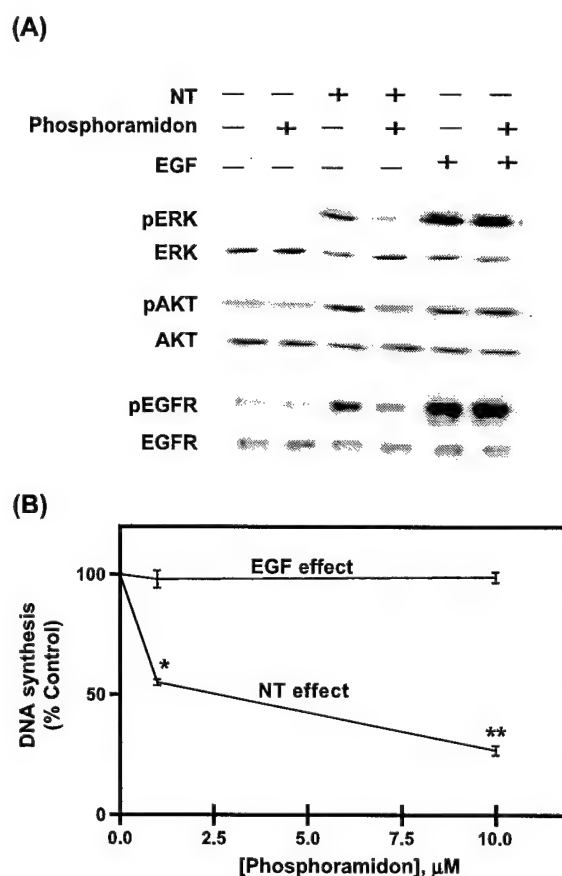 (A)
NT — — + + — —
Phosphoramidon — + — + — +
EGF — — — — + +
pERK
ERK
pAKT
AKT
pEGFR
EGFR
(B)
DNA synthesis
(% Control)
100
50
0
EGF effect
*
NT effect
**
0.0 2.5 5.0 7.5 10.0
[Phosphoramidon], μM